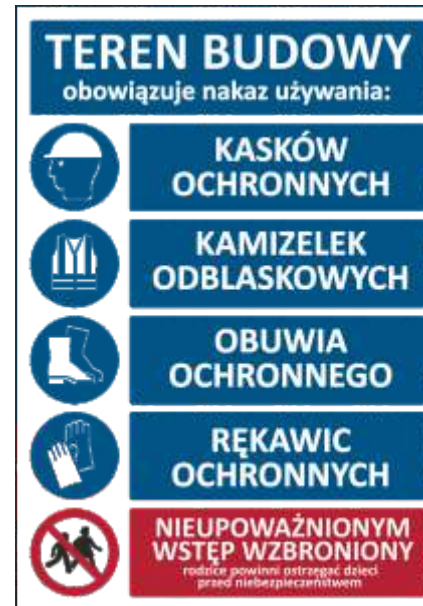 TEREN BUDOWY
obowiązuje nakaz używania:
KASKÓW
OCHRONNYCH
KAMIZELEK
ODBLASKOWYCH
OBUWIA
OCHRONNEGO
RĘKAWIC
OCHRONNYCH
NIEUPOWAŻNIONYM
WSTĘP WZBRONIONY
rodzice powinni ostrzegać dzieci
przed niebezpieczeństwem